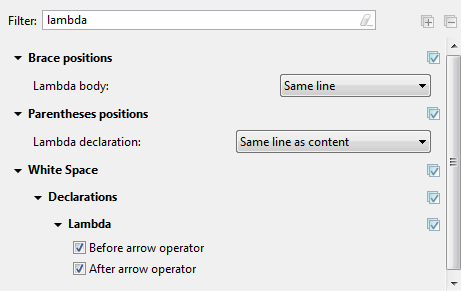 Filter: lambda
Brace positions
Lambda body: Same line
Parentheses positions
Lambda declaration: Same line as content
White Space
Declarations
Lambda
Before arrow operator
After arrow operator